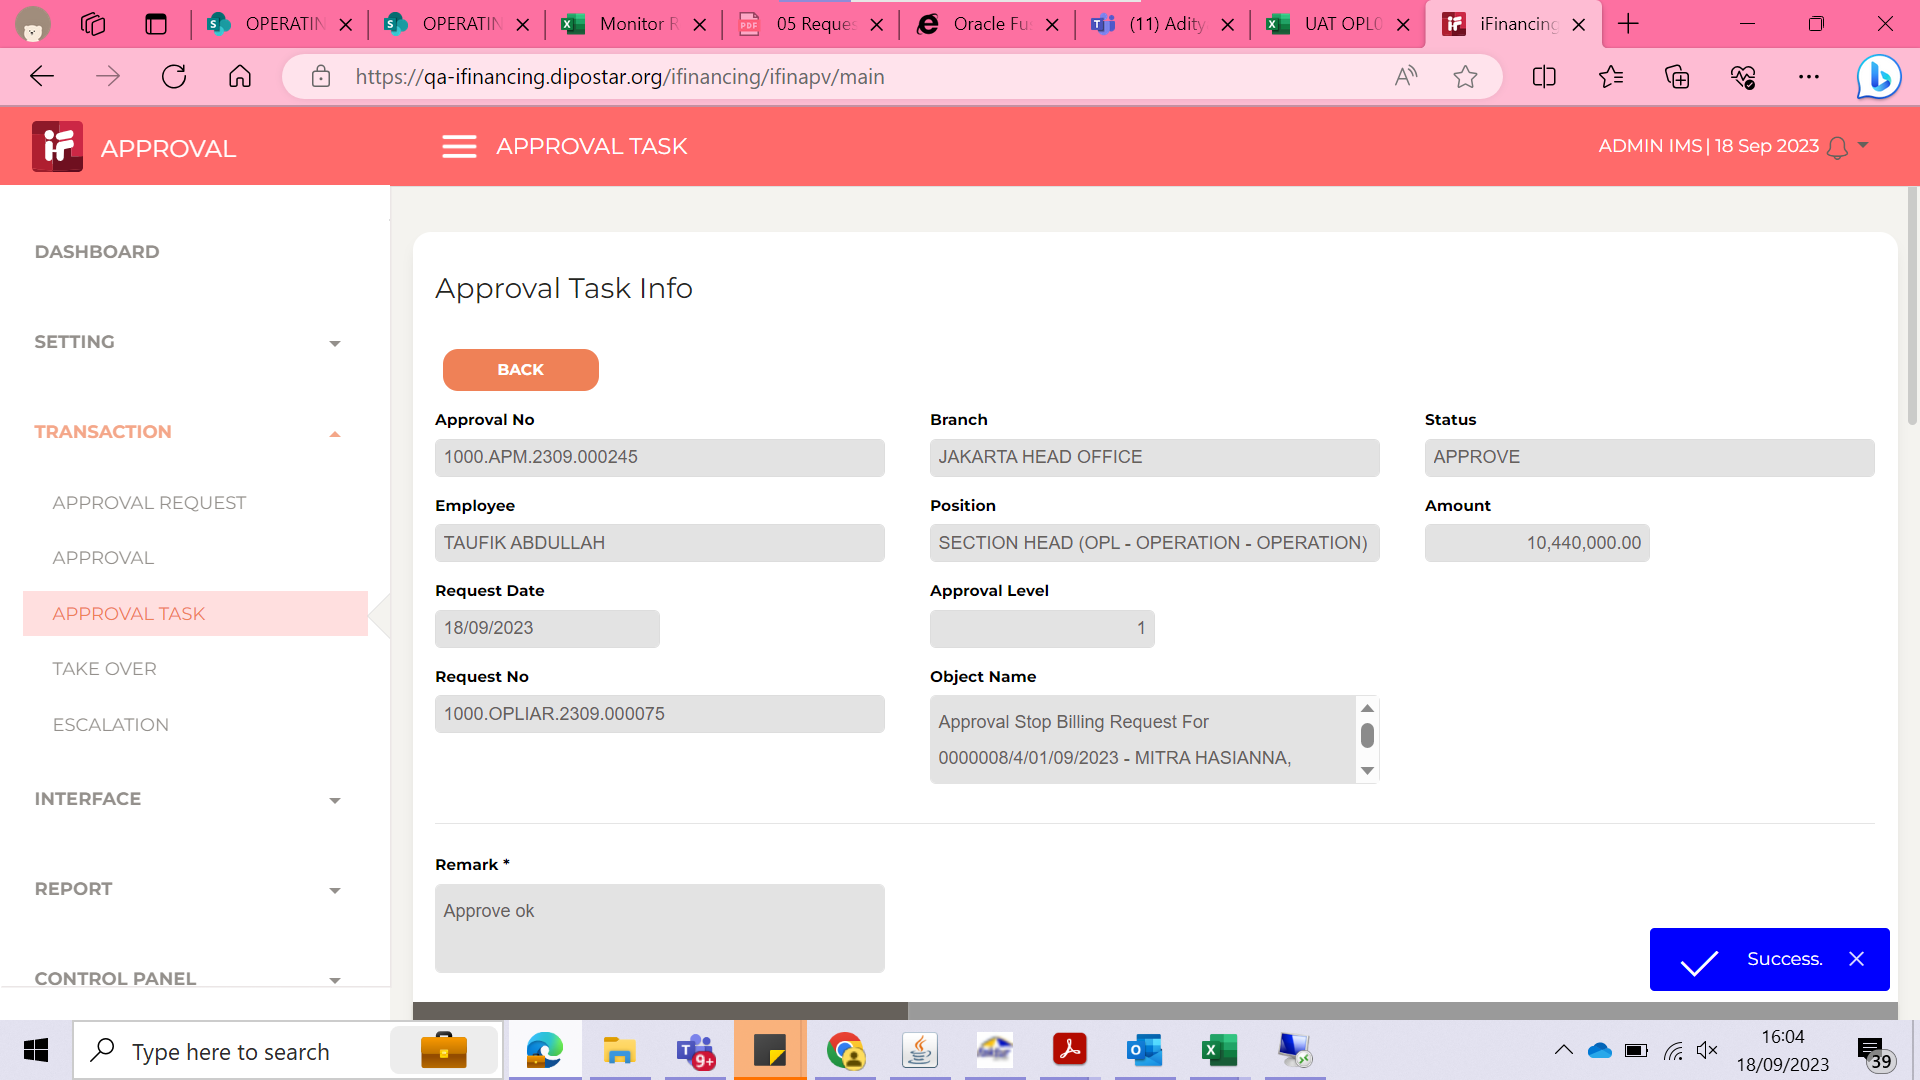 OPERATIN
OPERATIN
Monitor R
05 Reques
Oracle Fu
(11) Adity
UAT OPL0
iFinancing
https://qa-ifinancing.dipostar.org/ifinancing/ifinapv/main
iF APPROVAL
APPROVAL TASK
ADMIN IMS | 18 Sep 2023
DASHBOARD
SETTING
TRANSACTION
APPROVAL REQUEST
APPROVAL
APPROVAL TASK
TAKE OVER
ESCALATION
INTERFACE
REPORT
CONTROL PANEL
Approval Task Info
BACK
Approval No
Branch
Status
1000.APM.2309.000245
JAKARTA HEAD OFFICE
APPROVE
Employee
Position
Amount
TAUFIK ABDULLAH
SECTION HEAD (OPL - OPERATION - OPERATION)
10,440,000.00
Request Date
Approval Level
18/09/2023
1
Request No
Object Name
1000.OPLIAR.2309.000075
Approval Stop Billing Request For
0000008/4/01/09/2023 - MITRA HASIANNA,
Remark *
Approve ok
Success.
Type here to search
9+
16:04
18/09/2023
39